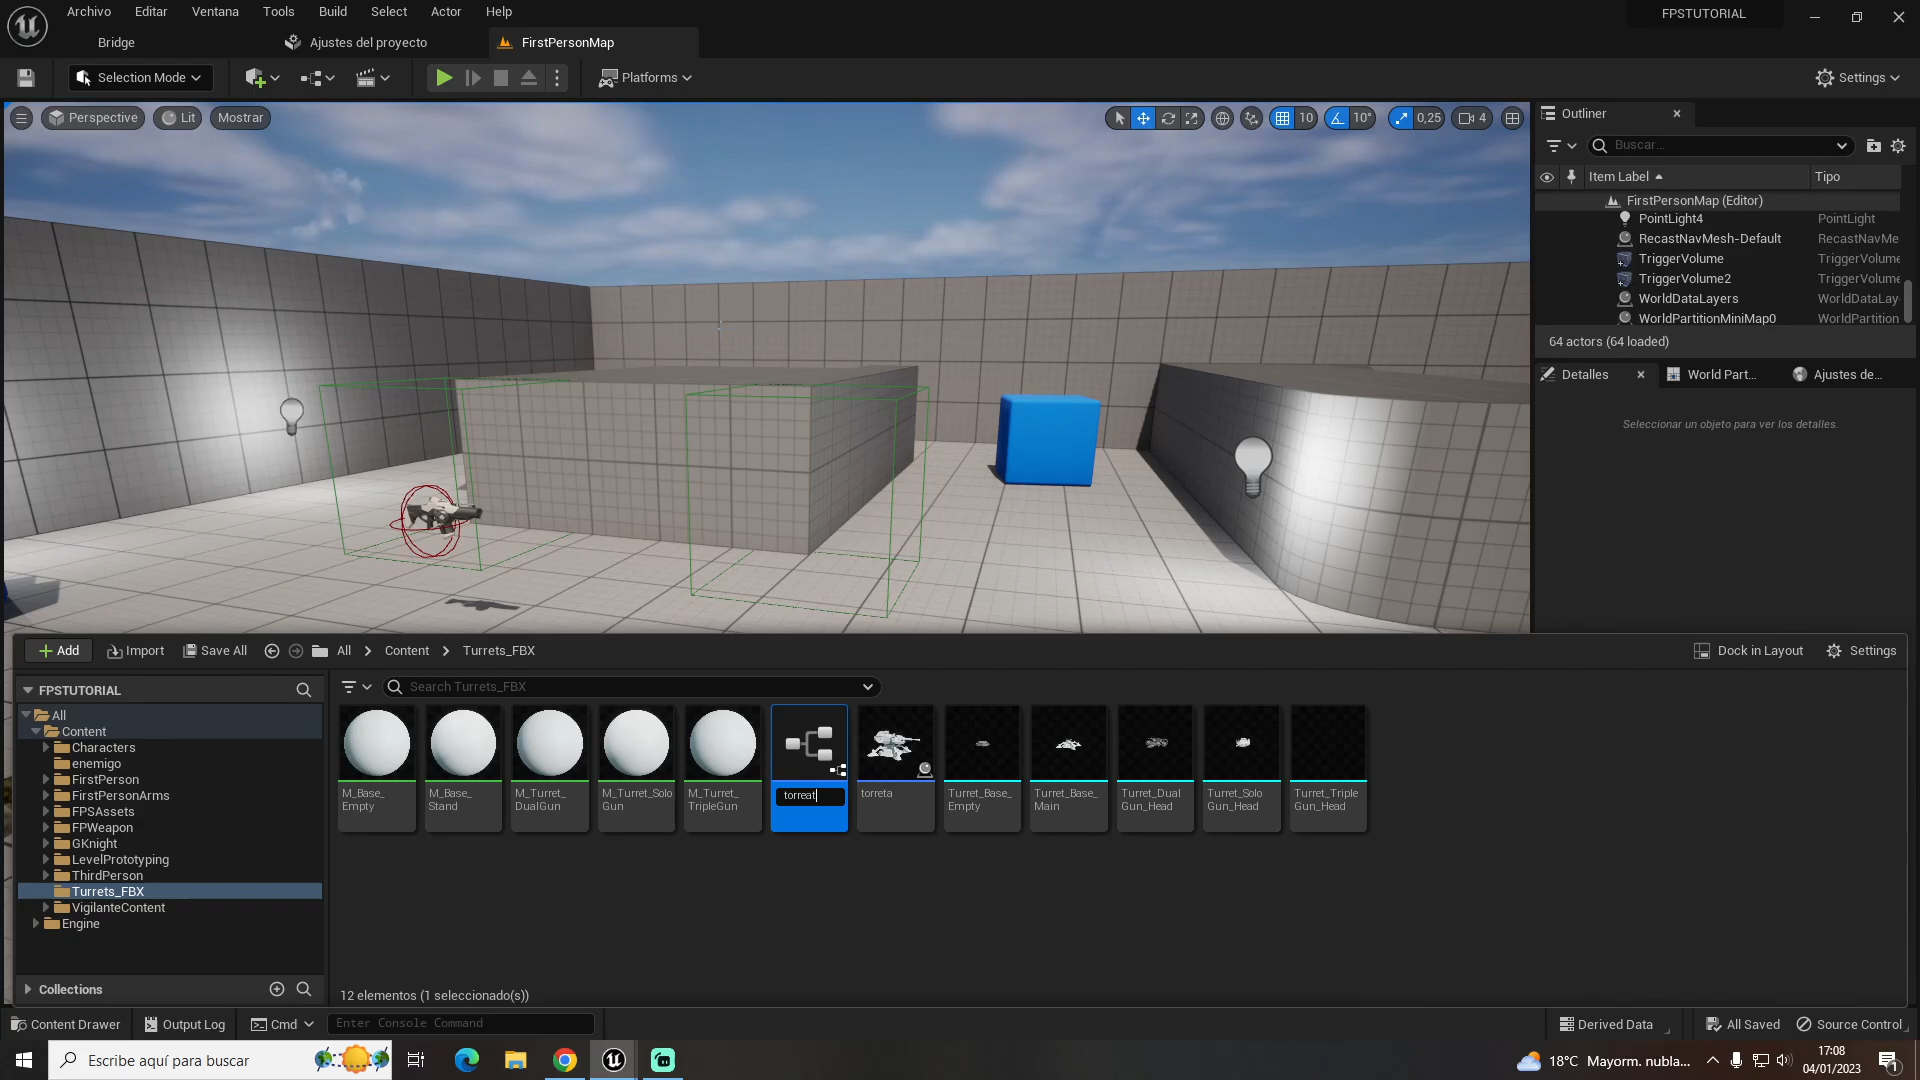 Archivo Editar Ventana Tools Build Select Actor Help
FPSTUTORIAL
Bridge Ajustes del proyecto FirstPersonMap
Selection Mode Platforms Settings
Perspective Lit Mostrar 10 10° 0,25 4
Outliner
Buscar...
Item Label Tipo
FirstPersonMap (Editor)
PointLight4 PointLight
RecastNavMesh-Default RecastNavMe
TriggerVolume TriggerVolume
TriggerVolume2 TriggerVolume
WorldDataLayers WorldDataLay
WorldPartitionMiniMap0 WorldPartition
64 actors (64 loaded)
Detalles World Part... Ajustes de...
Seleccionar un objeto para ver los detalles.
Add Import Save All All Content Turrets_FBX Dock in Layout Settings
FPSTUTORIAL
Search Turrets_FBX
All
Content
Characters
enemigo
FirstPerson
FirstPersonArms
FPSAssets
FPWeapon
GKnight
LevelPrototyping
ThirdPerson
Turrets_FBX
VigilanteContent
Engine
Collections
M_Base_
Empty
M_Base_
Stand
M_Turret_
DualGun
M_Turret_Solo
Gun
M_Turret_
TripleGun
torreat
torreta
Turret_Base_
Empty
Turret_Base_
Main
Turret_Dual
Gun_Head
Turret_Solo
Gun_Head
Turret_Triple
Gun_Head
12 elementos (1 seleccionado(s))
Content Drawer Output Log Cmd Enter Console Command Derived Data All Saved Source Control
Escribe aquí para buscar
18°C Mayorm. nubla...
17:08
04/01/2023
1